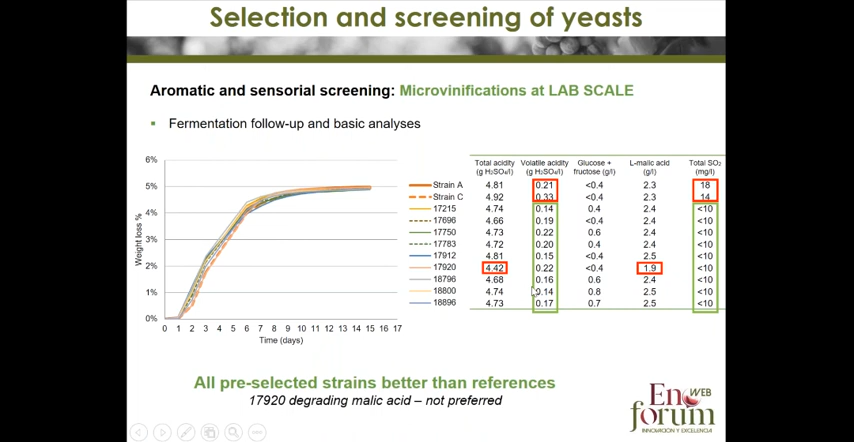 Selection and screening of yeasts
Aromatic and sensorial screening: Microvinifications at LAB SCALE
▪ Fermentation follow-up and basic analyses
6%
5%
4%
3%
2%
1%
0%
Weight loss %
0 1 2 3 4 5 6 7 8 9 10 11 12 13 14 15 16 17
Time (days)
Total acidity (g H₂SO₄/l) Volatile acidity (g H₂SO₄/l) Glucose + fructose (g/l) L-malic acid (g/l) Total SO₂ (mg/l)
Strain A 4.81 0.21 <0.4 2.3 18
Strain C 4.92 0.33 <0.4 2.3 14
17215 4.74 0.14 0.4 2.4 <10
17696 4.66 0.19 <0.4 2.4 <10
17750 4.73 0.22 0.6 2.4 <10
17783 4.72 0.20 0.4 2.4 <10
17912 4.81 0.15 <0.4 2.5 <10
17920 4.42 0.22 <0.4 1.9 <10
18796 4.68 0.16 0.6 2.4 <10
18800 4.74 0.14 0.8 2.5 <10
18896 4.73 0.17 0.7 2.5 <10
All pre-selected strains better than references
17920 degrading malic acid – not preferred
Eno WEB
forum
INNOVACIÓN Y EXCELENCIA